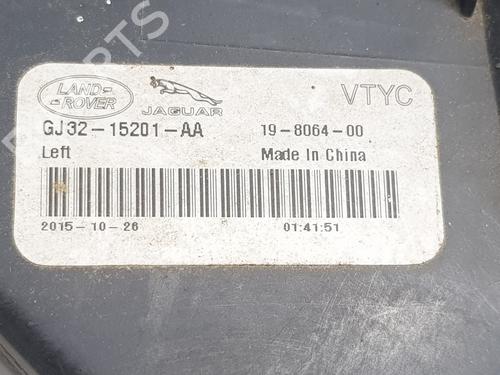 LAND
ROVER
JAGUAR
VTYC
GJ32-15201-AA
19-8064-00
Left
Made In China
2015-10-26
01:41:51
PARTS